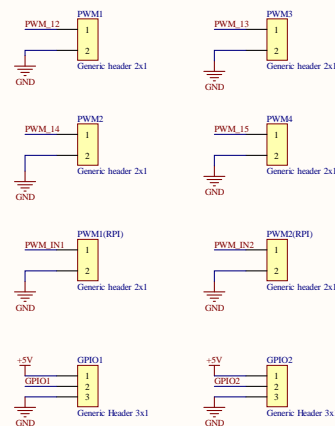 PWM1
PWM_12
1
2
GND
Generic header 2x1
PWM3
PWM_13
1
2
GND
Generic header 2x1
PWM2
PWM_14
1
2
GND
Generic header 2x1
PWM4
PWM_15
1
2
GND
Generic header 2x1
PWM1(RPI)
PWM_IN1
1
2
GND
Generic header 2x1
PWM2(RPI)
PWM_IN2
1
2
GND
Generic header 2x1
+5V
GPIO1
GPIO1
1
2
3
GND
Generic Header 3x1
+5V
GPIO2
GPIO2
1
2
3
GND
Generic Header 3x